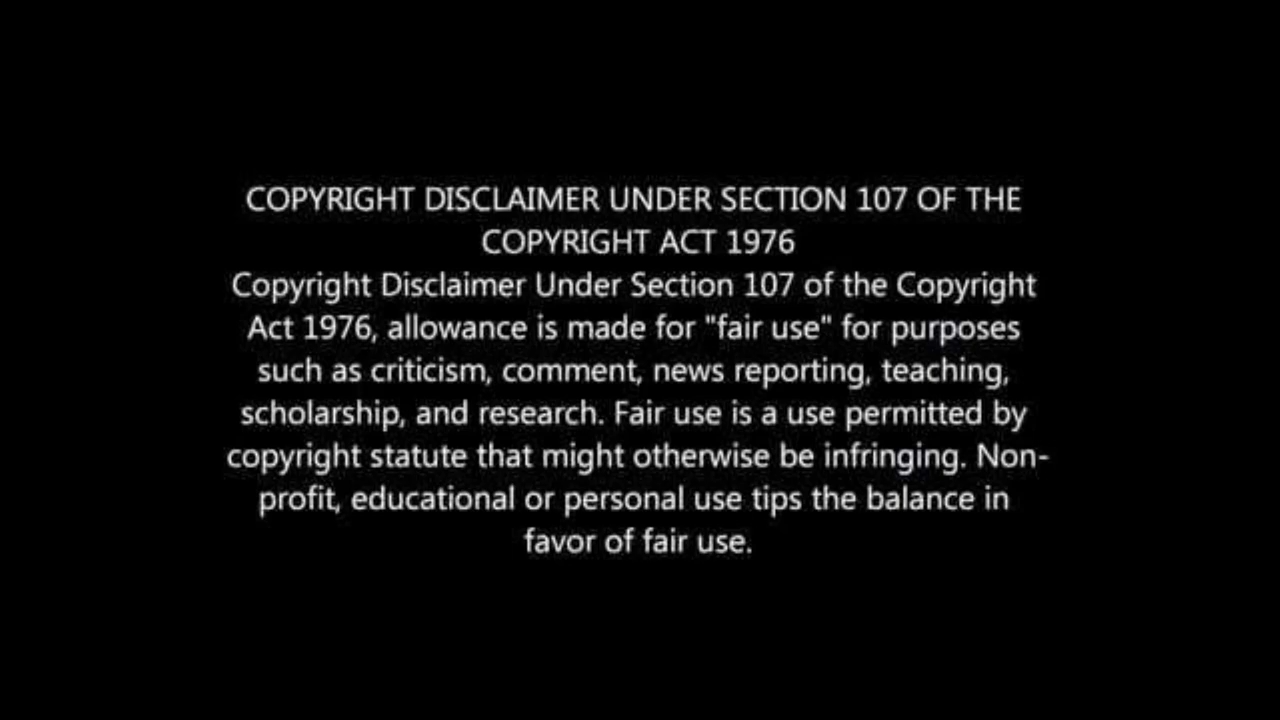 COPYRIGHT DISCLAIMER UNDER SECTION 107 OF THE
COPYRIGHT ACT 1976
Copyright Disclaimer Under Section 107 of the Copyright
Act 1976, allowance is made for "fair use" for purposes
such as criticism, comment, news reporting, teaching,
scholarship, and research. Fair use is a use permitted by
copyright statute that might otherwise be infringing. Non-
profit, educational or personal use tips the balance in
favor of fair use.